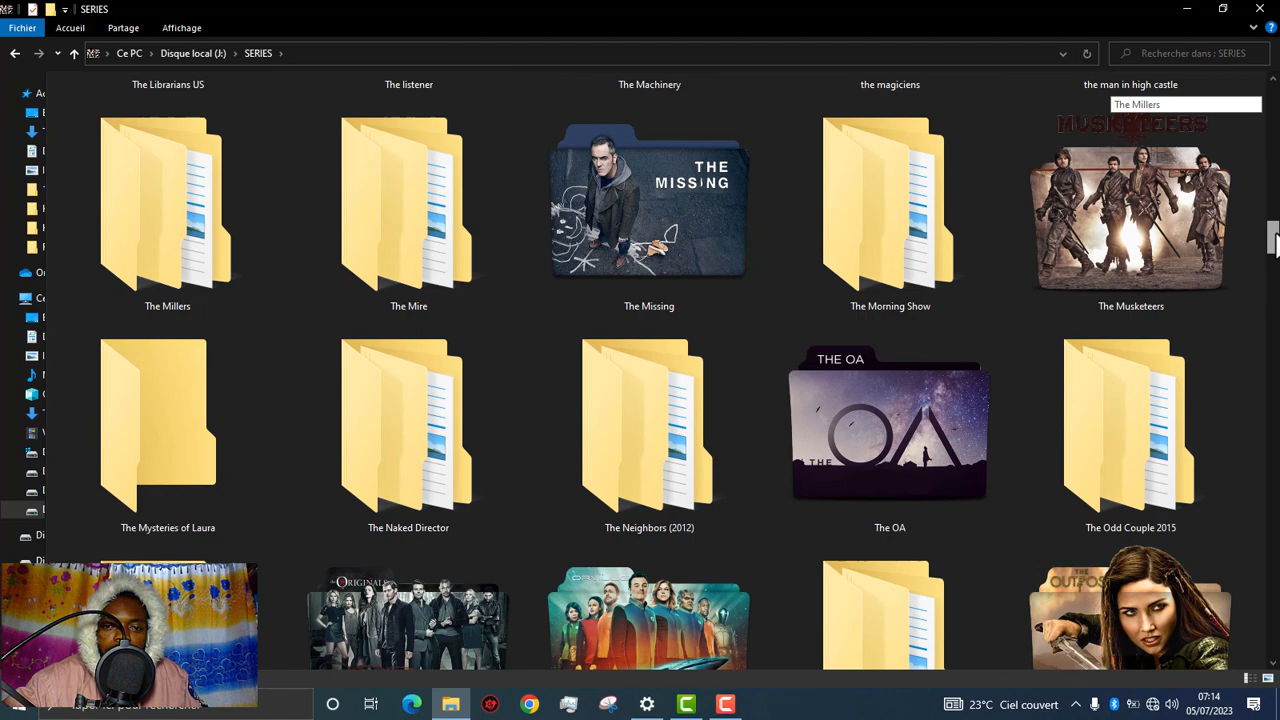 SERIES
Fichier Accueil Partage Affichage
Ce PC > Disque local (J:) > SERIES >
Rechercher dans : SERIES
The Librarians US The listener The Machinery the magiciens the man in high castle
The Millers
MUSKETEERS
THE
MISSING
The Millers The Mire The Missing The Morning Show The Musketeers
THE OA
THE
OA
The Mysteries of Laura The Naked Director The Neighbors (2012) The OA The Odd Couple 2015
THE ORIGINALS
THE
OUTPOST
23°C Ciel couvert
07:14
05/07/2023